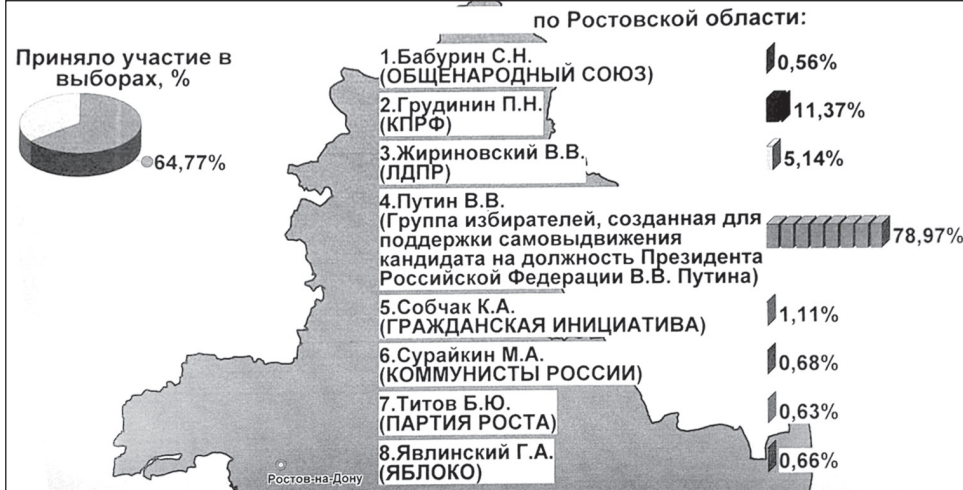 по Ростовской области:
Приняло участие в
выборах, %
64,77%
1.Бабурин С.Н.
(ОБЩЕНАРОДНЫЙ СОЮЗ)
0,56%
2.Грудинин П.Н.
(КПРФ)
11,37%
3.Жириновский В.В.
(ЛДПР)
5,14%
4.Путин В.В.
(Группа избирателей, созданная для
поддержки самовыдвижения
кандидата на должность Президента
Российской Федерации В.В. Путина)
78,97%
5.Собчак К.А.
(ГРАЖДАНСКАЯ ИНИЦИАТИВА)
1,11%
6.Сурайкин М.А.
(КОММУНИСТЫ РОССИИ)
0,68%
7.Титов Б.Ю.
(ПАРТИЯ РОСТА)
0,63%
8.Явлинский Г.А.
(ЯБЛОКО)
0,66%
Ростов-на-Дону